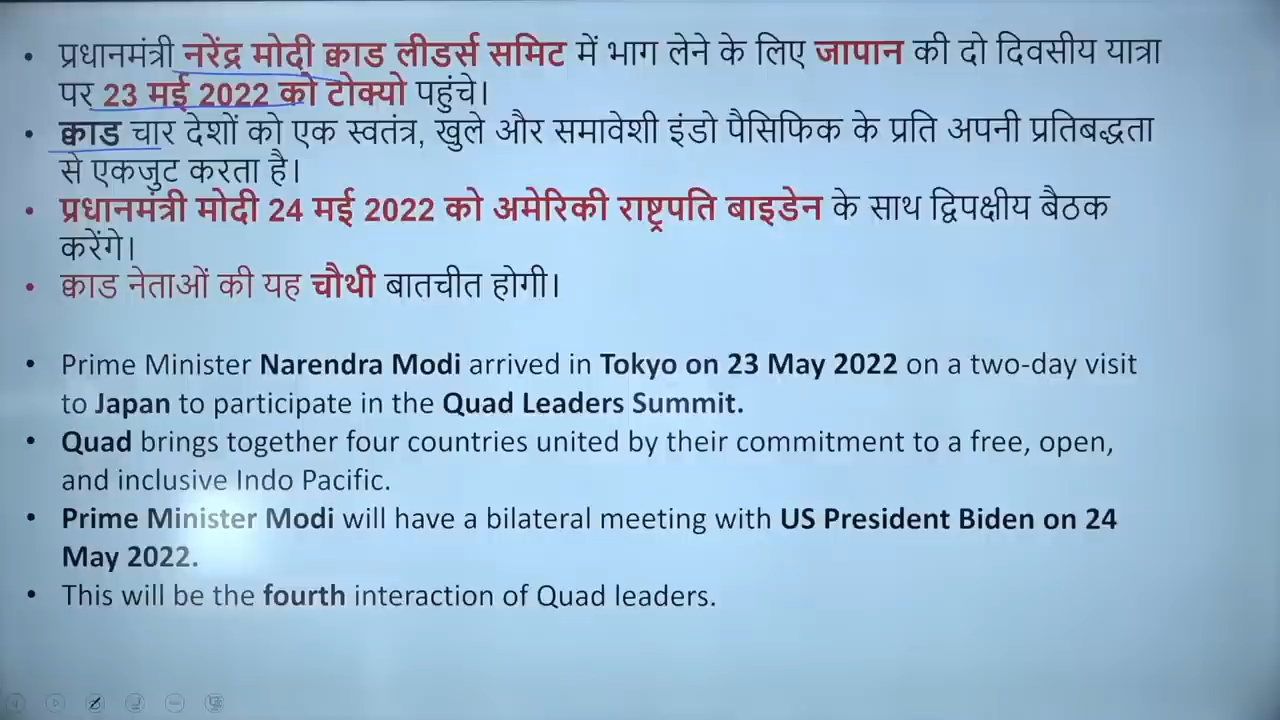 • प्रधानमंत्री नरेंद्र मोदी क्वाड लीडर्स समिट में भाग लेने के लिए जापान की दो दिवसीय यात्रा
पर 23 मई 2022 को टोक्यो पहुंचे।
• क्वाड चार देशों को एक स्वतंत्र, खुले और समावेशी इंडो पैसिफिक के प्रति अपनी प्रतिबद्धता
से एकजुट करता है।
• प्रधानमंत्री मोदी 24 मई 2022 को अमेरिकी राष्ट्रपति बाइडेन के साथ द्विपक्षीय बैठक
करेंगे।
• क्वाड नेताओं की यह चौथी बातचीत होगी।
• Prime Minister Narendra Modi arrived in Tokyo on 23 May 2022 on a two-day visit
to Japan to participate in the Quad Leaders Summit.
• Quad brings together four countries united by their commitment to a free, open,
and inclusive Indo Pacific.
• Prime Minister Modi will have a bilateral meeting with US President Biden on 24
May 2022.
• This will be the fourth interaction of Quad leaders.